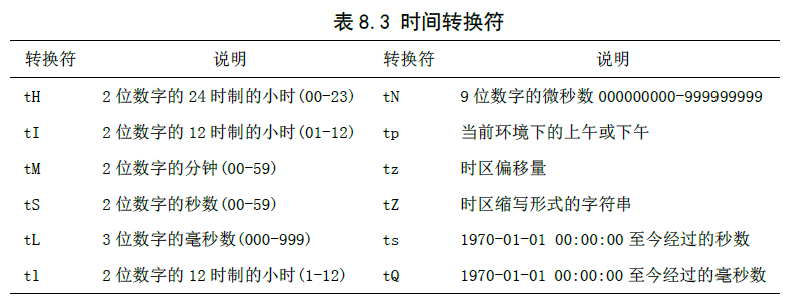 表8.3 时间转换符
转换符 说明 转换符 说明
tH 2 位数字的 24 时制的小时(00-23) tN 9 位数字的微秒数 000000000-999999999
tI 2 位数字的 12 时制的小时(01-12) tp 当前环境下的上午或下午
tM 2 位数字的分钟(00-59) tz 时区偏移量
tS 2 位数字的秒数(00-59) tZ 时区缩写形式的字符串
tL 3 位数字的毫秒数(000-999) ts 1970-01-01 00:00:00 至今经过的秒数
tl 2 位数字的 12 时制的小时(1-12) tQ 1970-01-01 00:00:00 至今经过的毫秒数